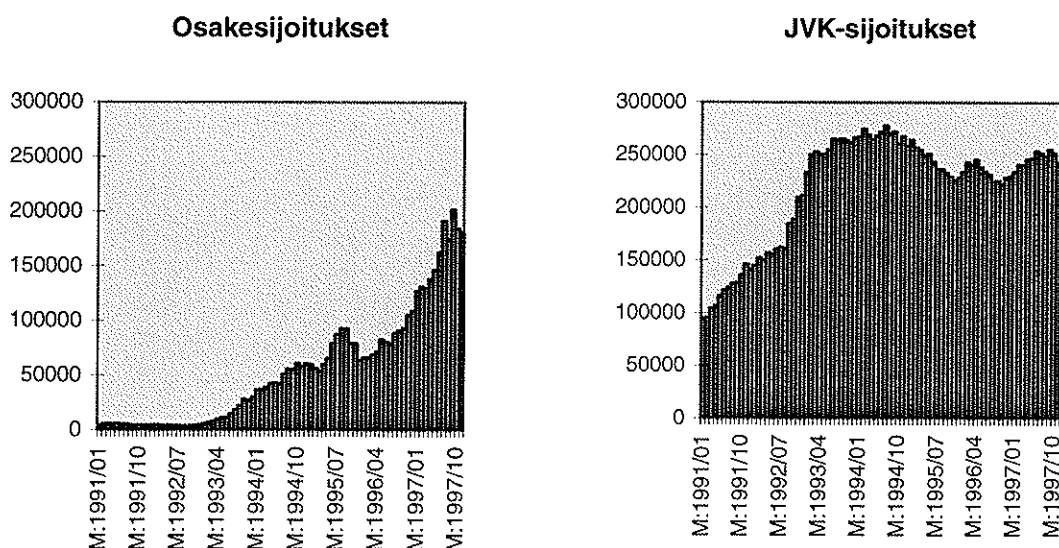 Osakesijoitukset
300000
250000
200000
150000
100000
50000
0
M:1991/01
M:1991/10
M:1992/07
M:1993/04
M:1994/01
M:1994/10
M:1995/07
M:1996/04
M:1997/01
M:1997/10
JVK-sijoitukset
300000
250000
200000
150000
100000
50000
0
M:1991/01
M:1991/10
M:1992/07
M:1993/04
M:1994/01
M:1994/10
M:1995/07
M:1996/04
M:1997/01
M:1997/10